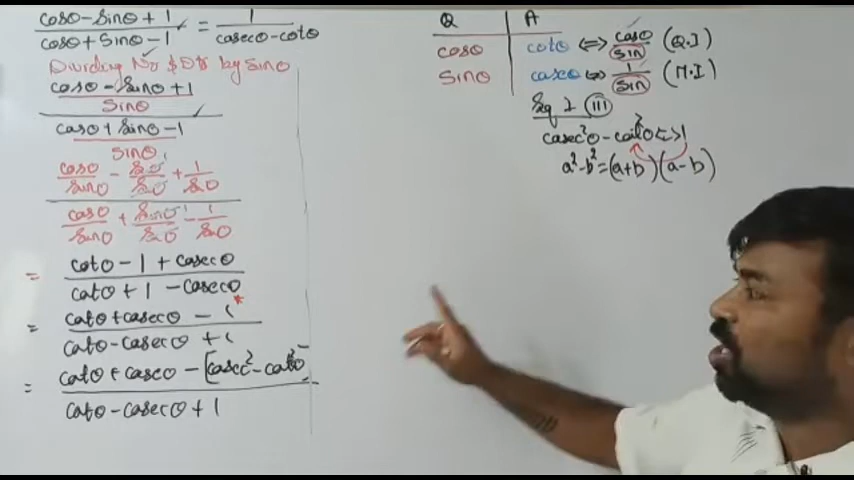 cosθ - sinθ + 1 / cosθ + sinθ - 1 = 1 / cosecθ - cotθ
Dividing Nr & Dr by sinθ
cosθ - sinθ + 1 / sinθ
cosθ + sinθ - 1 / sinθ
cosθ/sinθ - sinθ/sinθ + 1/sinθ
cosθ/sinθ + sinθ/sinθ - 1/sinθ
= cotθ - 1 + cosecθ / cotθ + 1 - cosecθ
= cotθ + cosecθ - 1 / cotθ - cosecθ + 1
= cotθ + cosecθ - [cosec² - cot²θ / cotθ - cosecθ + 1
Q | A
cosθ | cotθ ⇔ cosθ/sin (Q.I)
sinθ | cosecθ ⇔ 1/sin (M.I)
Sq I (iii)
cosec²θ - cot²θ ⇔ 1
a² - b² = (a+b)(a-b)